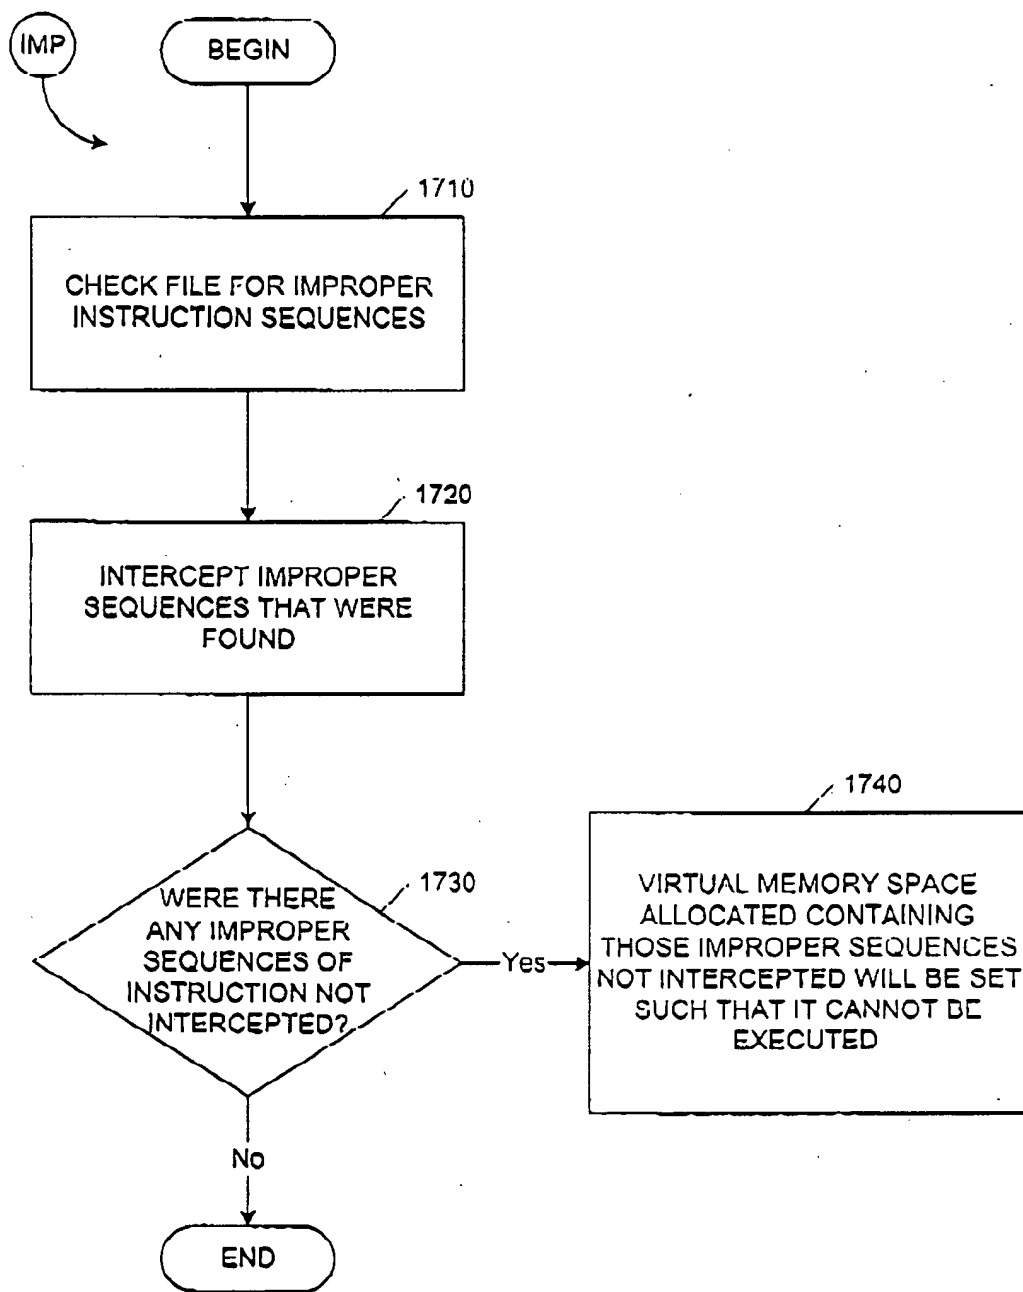 IMP
BEGIN
1710
CHECK FILE FOR IMPROPER
INSTRUCTION SEQUENCES
1720
INTERCEPT IMPROPER
SEQUENCES THAT WERE
FOUND
1730
WERE THERE
ANY IMPROPER
SEQUENCES OF
INSTRUCTION NOT
INTERCEPTED?
Yes
1740
VIRTUAL MEMORY SPACE
ALLOCATED CONTAINING
THOSE IMPROPER SEQUENCES
NOT INTERCEPTED WILL BE SET
SUCH THAT IT CANNOT BE
EXECUTED
No
END